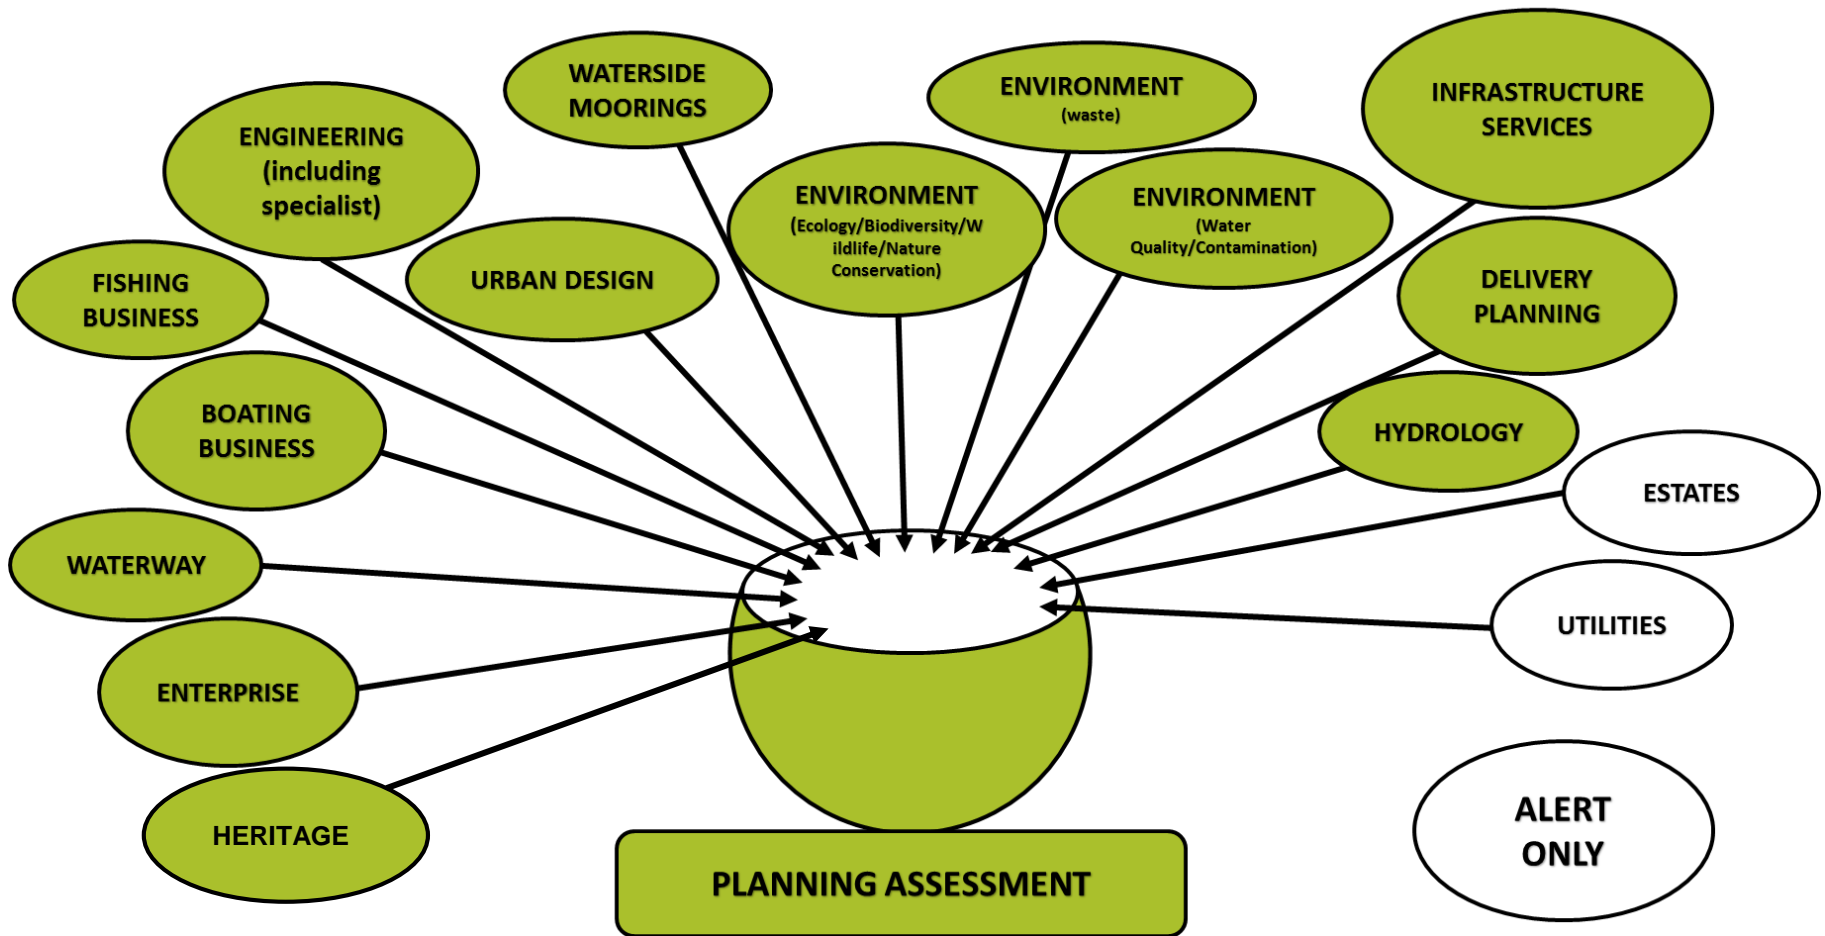 WATERSIDE
MOORINGS
ENVIRONMENT
(waste)
INFRASTRUCTURE
SERVICES
ENGINEERING
(including
specialist)
ENVIRONMENT
(Ecology/Biodiversity/W
ildlife/Nature
Conservation)
ENVIRONMENT
(Water
Quality/Contamination)
FISHING
BUSINESS
URBAN DESIGN
DELIVERY
PLANNING
BOATING
BUSINESS
HYDROLOGY
ESTATES
WATERWAY
UTILITIES
ENTERPRISE
HERITAGE
ALERT
ONLY
PLANNING ASSESSMENT